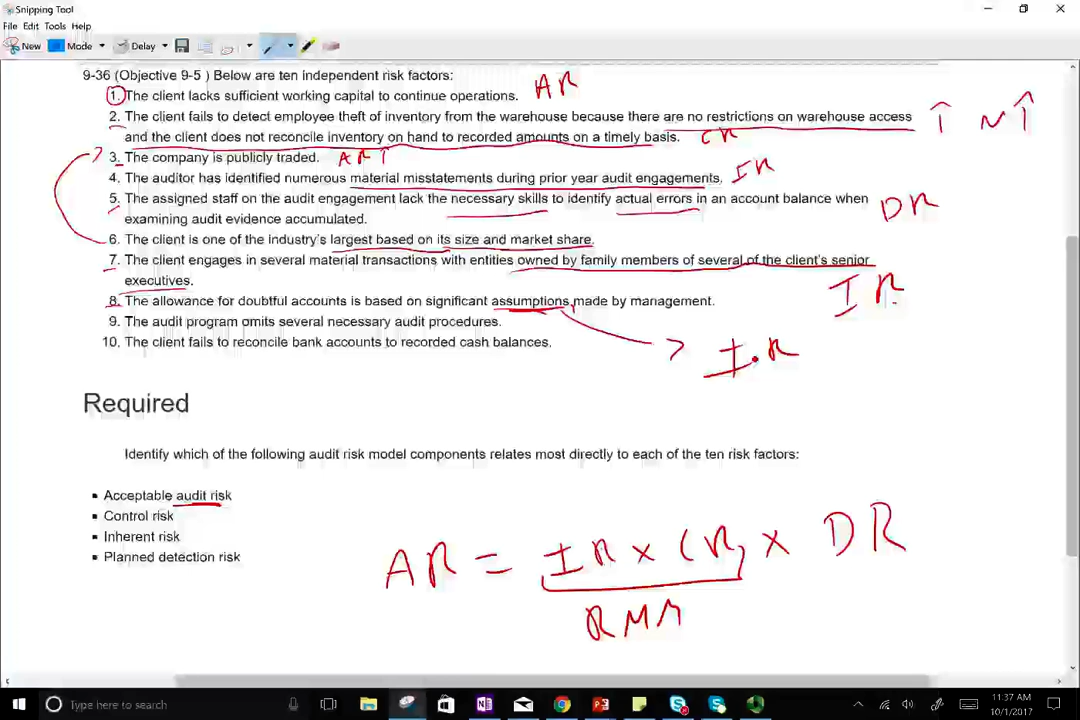 Snipping Tool
File Edit Tools Help
New Mode Delay
9-36 (Objective 9-5 ) Below are ten independent risk factors:
1. The client lacks sufficient working capital to continue operations. AR
2. The client fails to detect employee theft of inventory from the warehouse because there are no restrictions on warehouse access
and the client does not reconcile inventory on hand to recorded amounts on a timely basis. CR
3. The company is publicly traded. AR↑
4. The auditor has identified numerous material misstatements during prior year audit engagements. IR
5. The assigned staff on the audit engagement lack the necessary skills to identify actual errors in an account balance when
examining audit evidence accumulated. DR
6. The client is one of the industry's largest based on its size and market share.
7. The client engages in several material transactions with entities owned by family members of several of the client's senior
executives. IR
8. The allowance for doubtful accounts is based on significant assumptions made by management.
9. The audit program omits several necessary audit procedures.
10. The client fails to reconcile bank accounts to recorded cash balances. I.R
Required
Identify which of the following audit risk model components relates most directly to each of the ten risk factors:
▪ Acceptable audit risk
▪ Control risk
▪ Inherent risk
▪ Planned detection risk
AR = IR x CR x DR
RMM
Type here to search
11:37 AM
10/1/2017